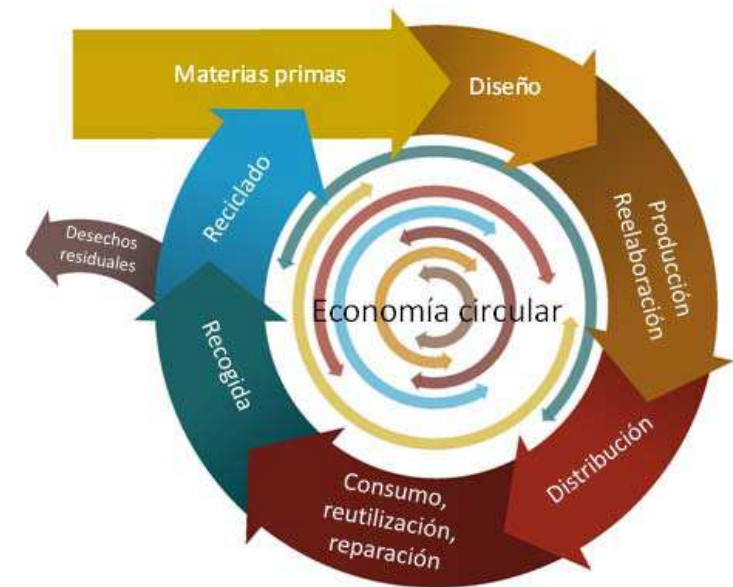 Materias primas
Diseño
Producción
Reelaboración
Distribución
Consumo,
reutilización,
reparación
Recogida
Reciclado
Desechos
residuales
Economía circular